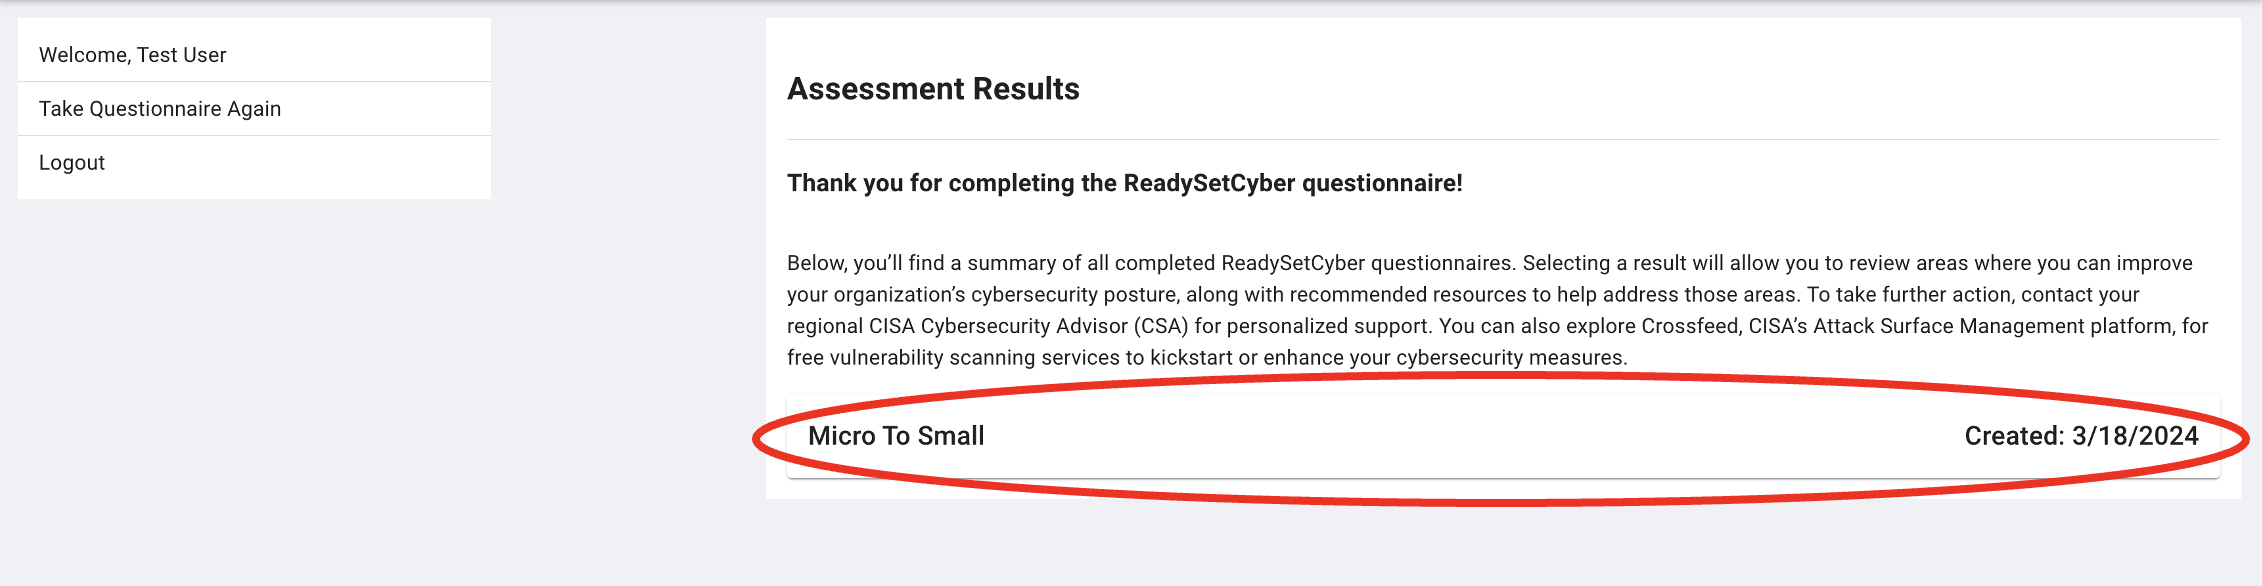 Welcome, Test User
Take Questionnaire Again
Logout
Assessment Results
Thank you for completing the ReadySetCyber questionnaire!
Below, you’ll find a summary of all completed ReadySetCyber questionnaires. Selecting a result will allow you to review areas where you can improve
your organization’s cybersecurity posture, along with recommended resources to help address those areas. To take further action, contact your
regional CISA Cybersecurity Advisor (CSA) for personalized support. You can also explore Crossfeed, CISA’s Attack Surface Management platform, for
free vulnerability scanning services to kickstart or enhance your cybersecurity measures.
Micro To Small Created: 3/18/2024